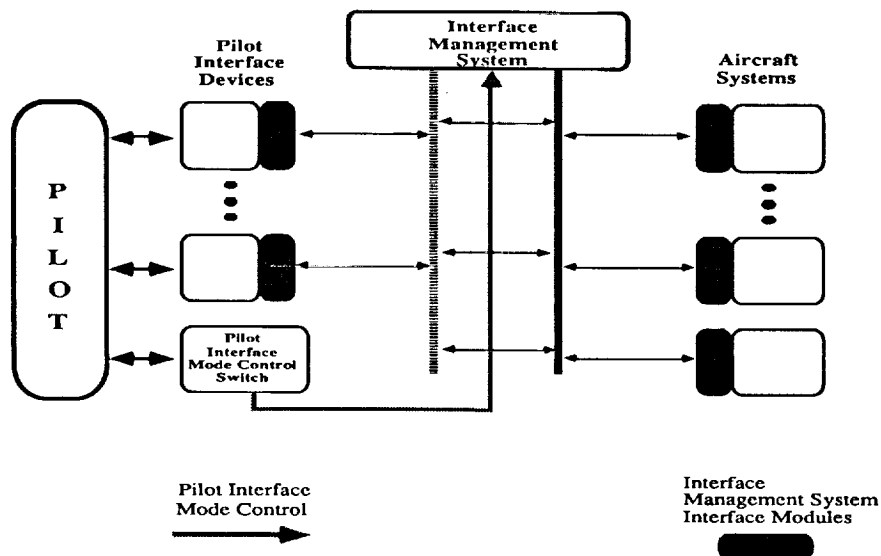 Interface
Management
System
Pilot
Interface
Devices
Aircraft
Systems
PILOT
Pilot
Interface
Mode Control
Switch
Pilot Interface
Mode Control
Interface
Management System
Interface Modules